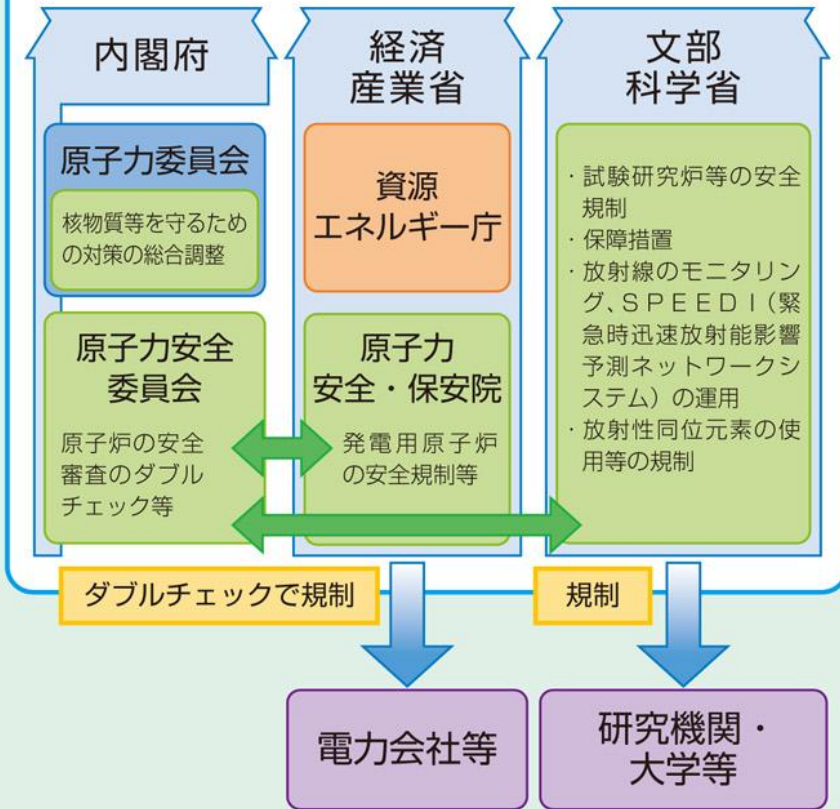 内閣府
原子力委員会
核物質等を守るため
の対策の総合調整
原子力安全
委員会
原子炉の安全
審査のダブル
チェック等
経済
産業省
資源
エネルギー庁
原子力
安全・保安院
発電用原子炉
の安全規制等
文部
科学省
・試験研究炉等の安全
規制
・保障措置
・放射線のモニタリン
グ、ＳＰＥＥＤＩ（緊
急時迅速放射能影響
予測ネットワークシ
ステム）の運用
・放射性同位元素の使
用等の規制
ダブルチェックで規制
規制
電力会社等
研究機関・
大学等